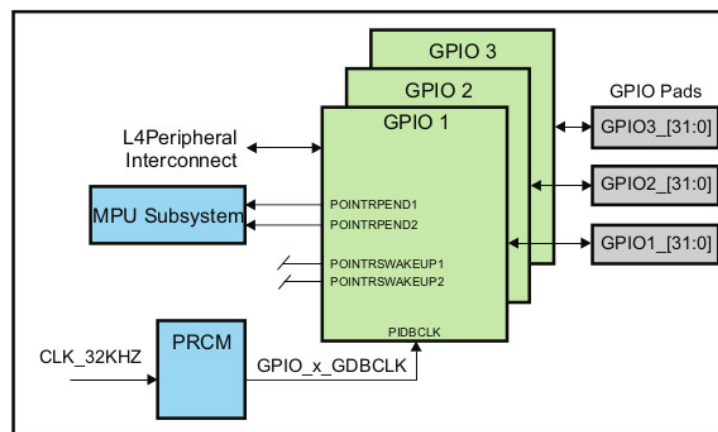 GPIO 3
GPIO 2
GPIO 1
GPIO Pads
GPIO3_[31:0]
GPIO2_[31:0]
GPIO1_[31:0]
L4Peripheral
Interconnect
MPU Subsystem
POINTRPEND1
POINTRPEND2
POINTRSWAKEUP1
POINTRSWAKEUP2
PIDBCLK
PRCM
CLK_32KHZ
GPIO_x_GDBCLK